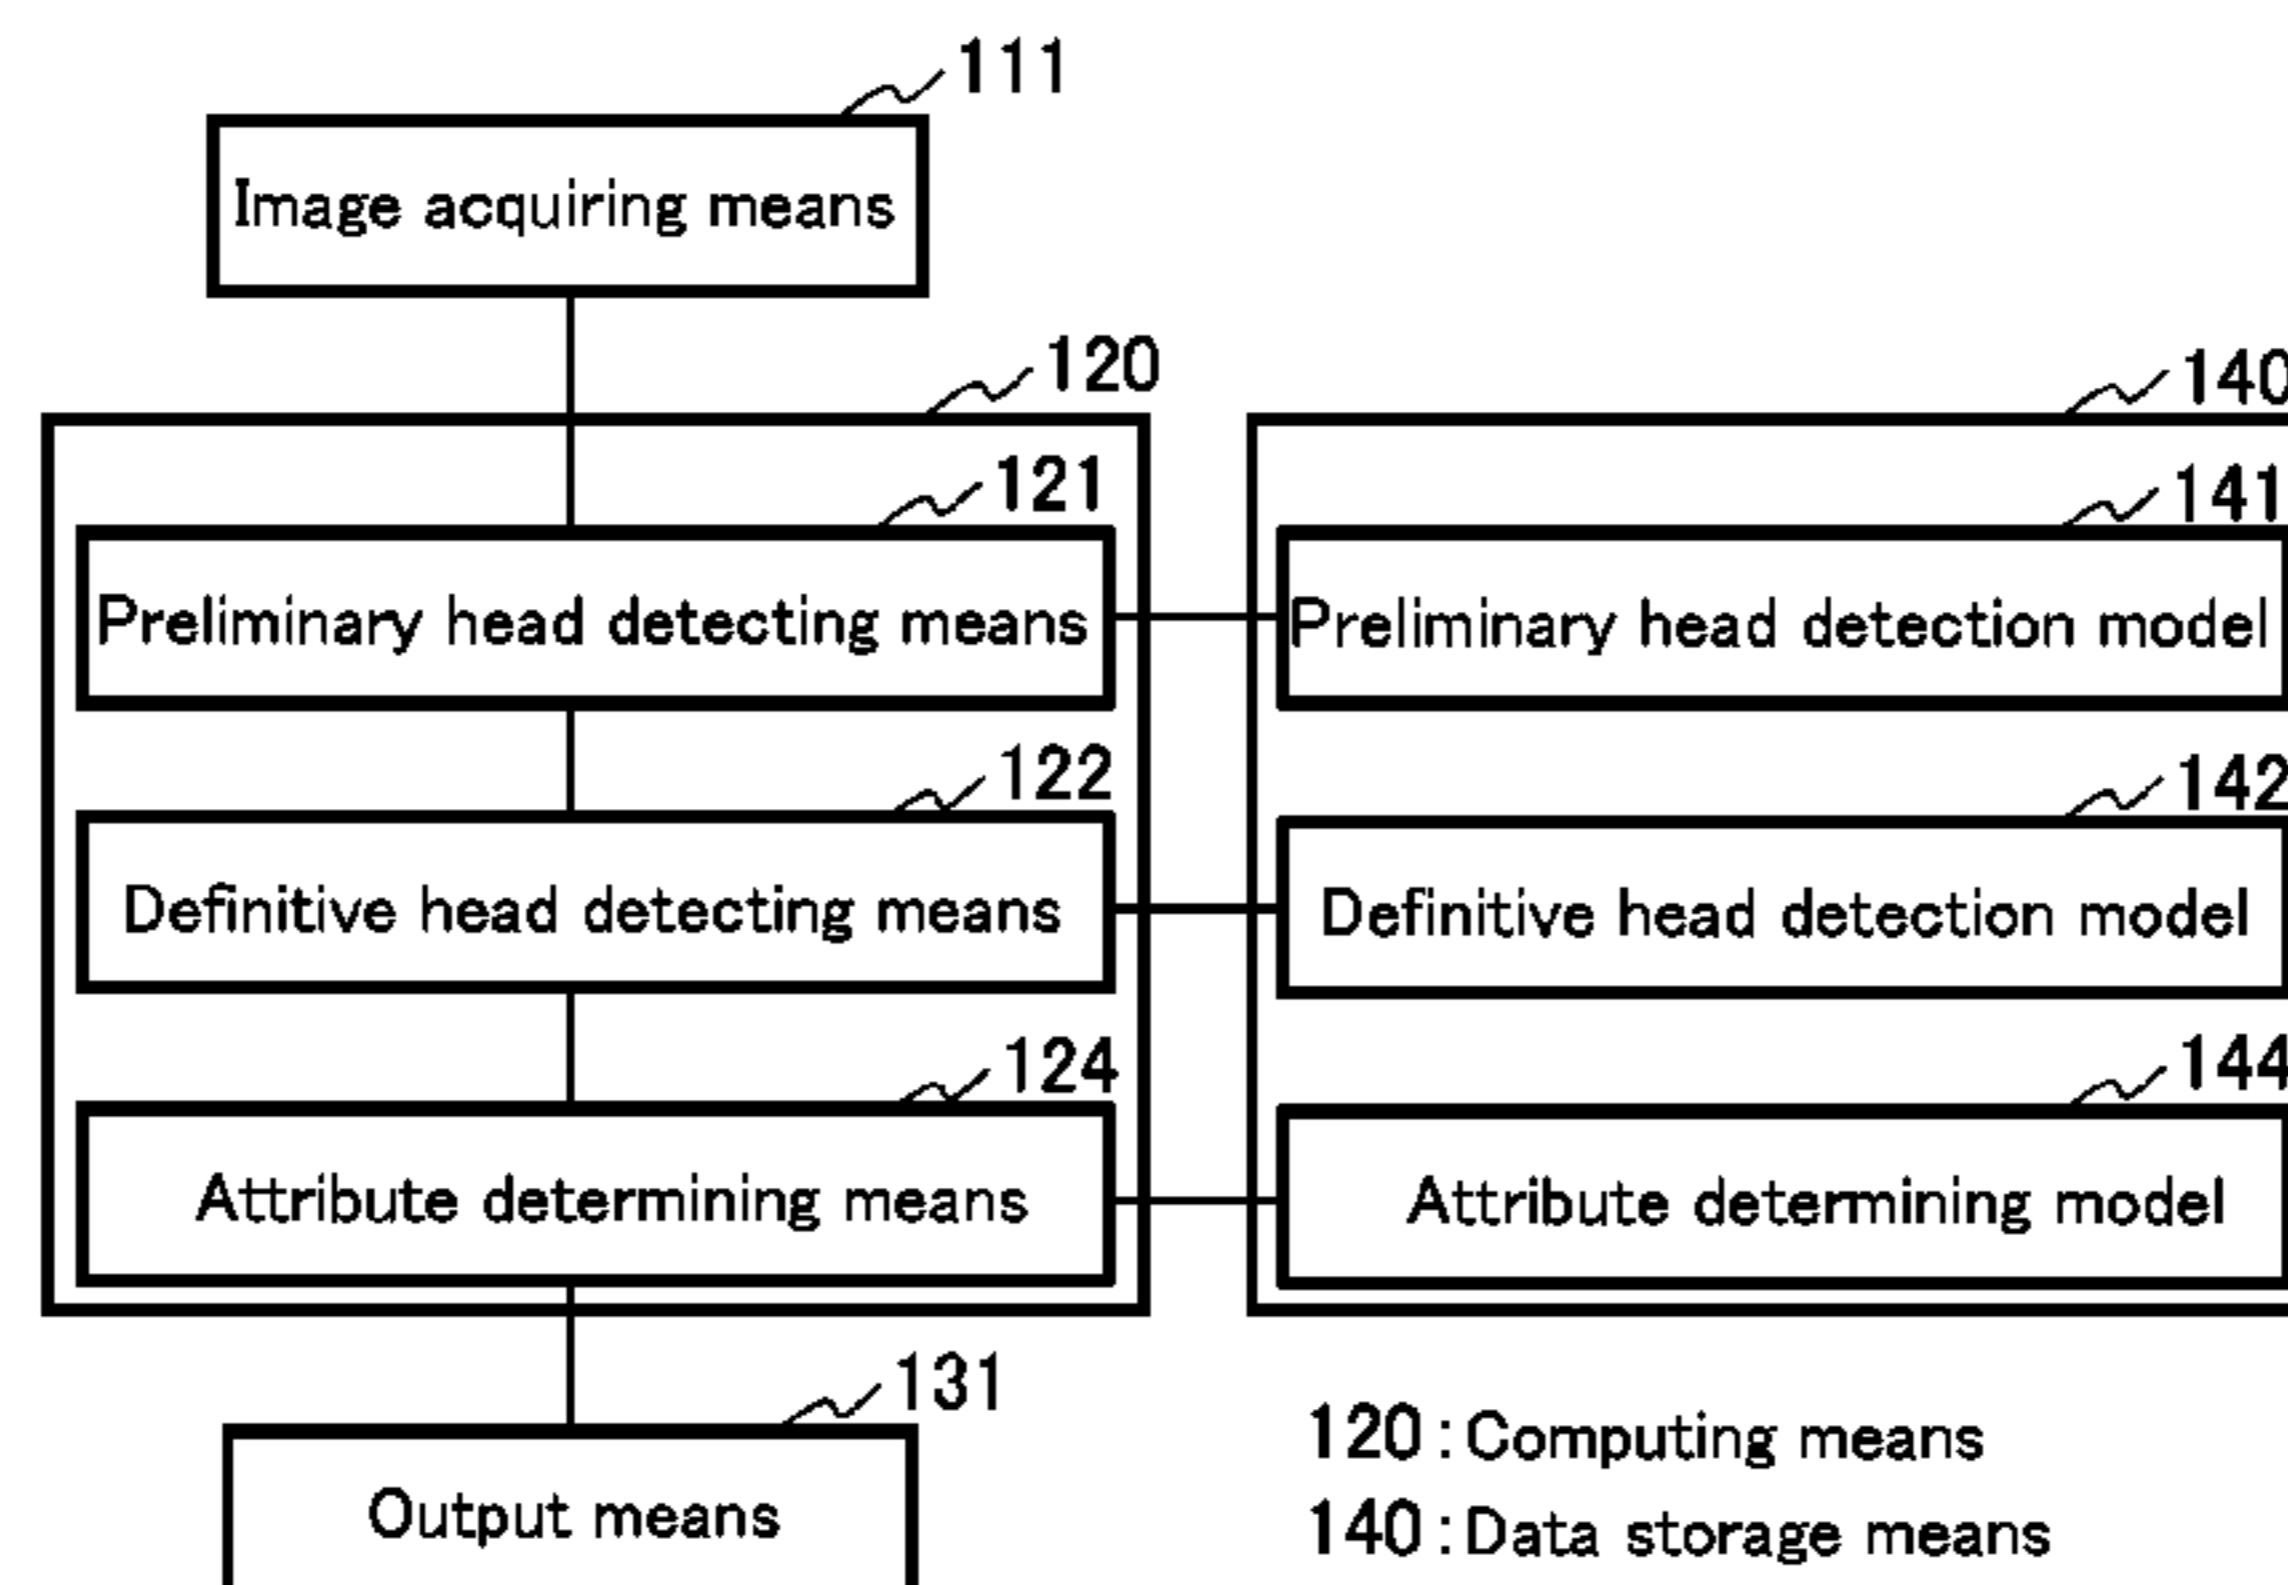 111
Image acquiring means
120
140
121
141
Preliminary head detecting means
Preliminary head detection model
122
142
Definitive head detecting means
Definitive head detection model
124
144
Attribute determining means
Attribute determining model
131
Output means
120:Computing means
140:Data storage means